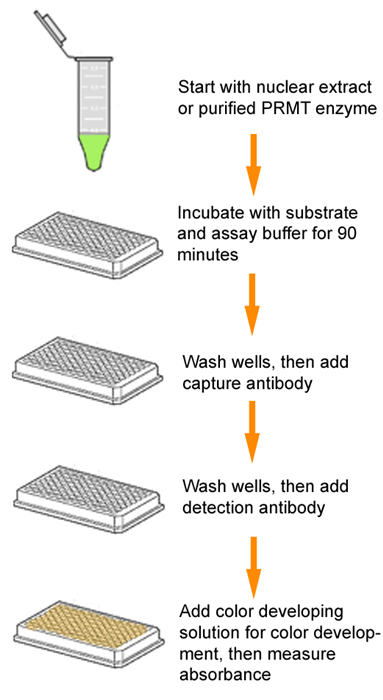 Start with nuclear extract
or purified PRMT enzyme
Incubate with substrate
and assay buffer for 90
minutes
Wash wells, then add
capture antibody
Wash wells, then add
detection antibody
Add color developing
solution for color develop-
ment, then measure
absorbance